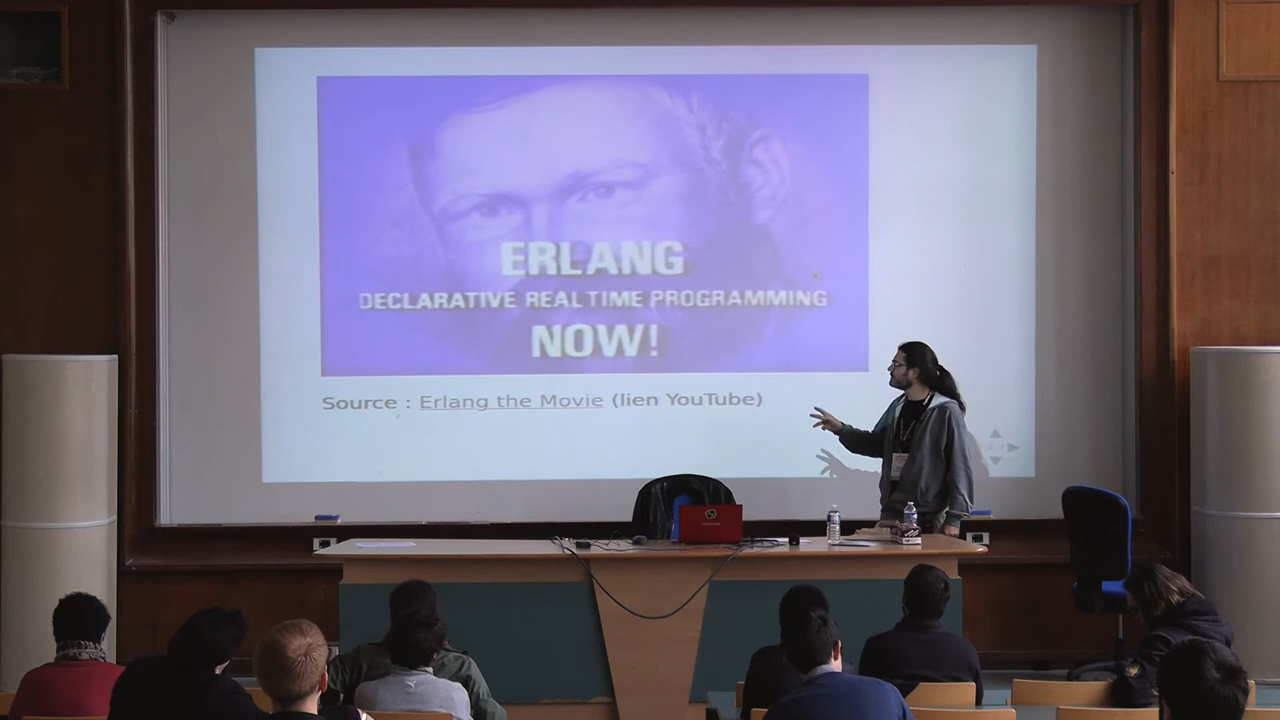 ERLANG
DECLARATIVE REAL TIME PROGRAMMING
NOW!
Source : Erlang the Movie (lien YouTube)